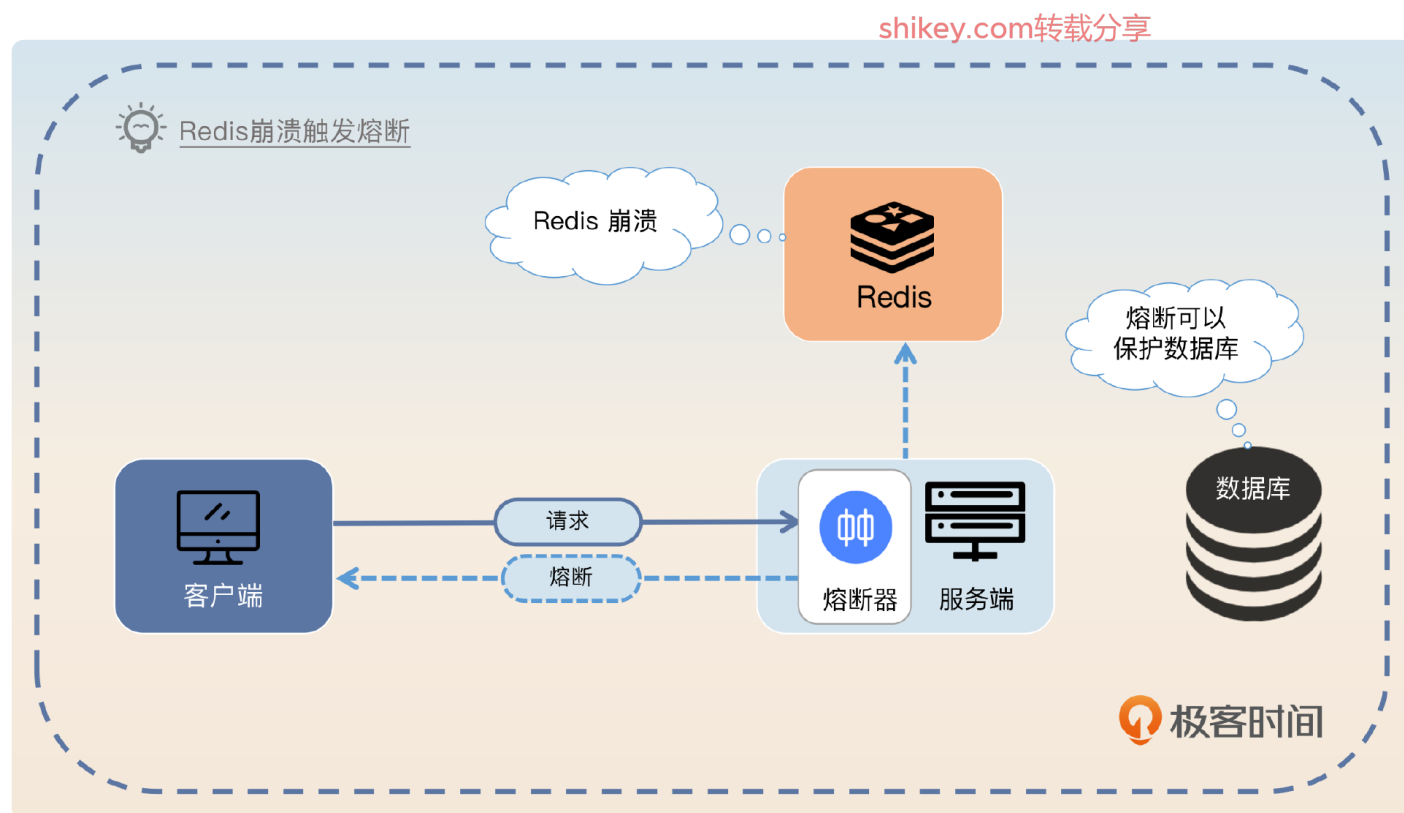 shikey.com转载分享
Redis崩溃触发熔断
Redis 崩溃
Redis
熔断可以
保护数据库
数据库
请求
熔断
客户端
熔断器
服务端
极客时间